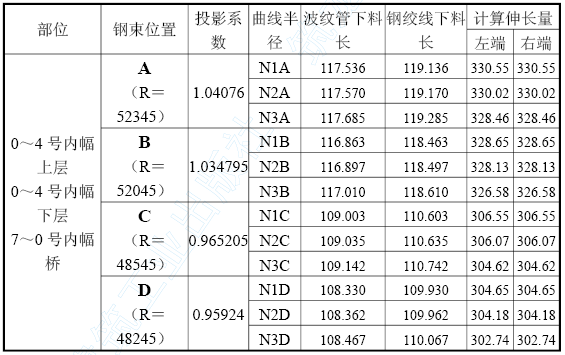 部位 钢束位置 投影系数 曲线半径 波纹管下料长 钢绞线下料长 计算伸长量
左端 右端
0～4号内幅上层
0～4号内幅下层
7～0号内幅桥
A
（R＝52345）
1.04076
N1A 117.536 119.136 330.55 330.55
N2A 117.570 119.170 330.02 330.02
N3A 117.685 119.285 328.46 328.46
B
（R＝52045）
1.034795
N1B 116.863 118.463 328.65 328.65
N2B 116.897 118.497 328.13 328.13
N3B 117.010 118.610 326.58 326.58
C
（R＝48545）
0.965205
N1C 109.003 110.603 306.55 306.55
N2C 109.035 110.635 306.07 306.07
N3C 109.142 110.742 304.62 304.62
D
（R＝48245）
0.95924
N1D 108.330 109.930 304.65 304.65
N2D 108.362 109.962 304.18 304.18
N3D 108.467 110.067 302.74 302.74